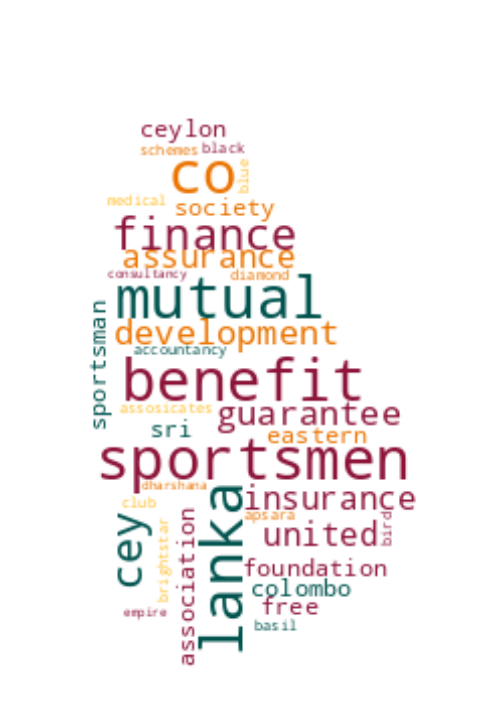 ceylon
schemes black
co
blue
medical
society
finance
assurance
consultancy
diamond
mutual
sportsman
development
accountancy
benefit
assosicates
guarantee
sri
eastern
sportsmen
dharshana
insurance
club
apsara
cey
lanka
united
bird
brightstar
association
foundation
colombo
empire
free
basil